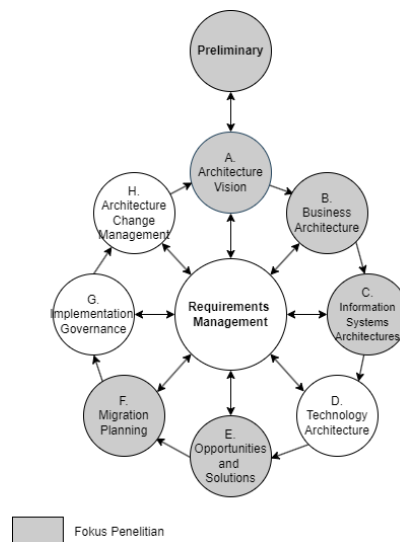 Preliminary
A.
Architecture
Vision
B.
Business
Architecture
C.
Information
Systems
Architectures
D.
Technology
Architecture
E.
Opportunities
and
Solutions
F.
Migration
Planning
G.
Implementation
Governance
H.
Architecture
Change
Management
Requirements
Management
Fokus Penelitian